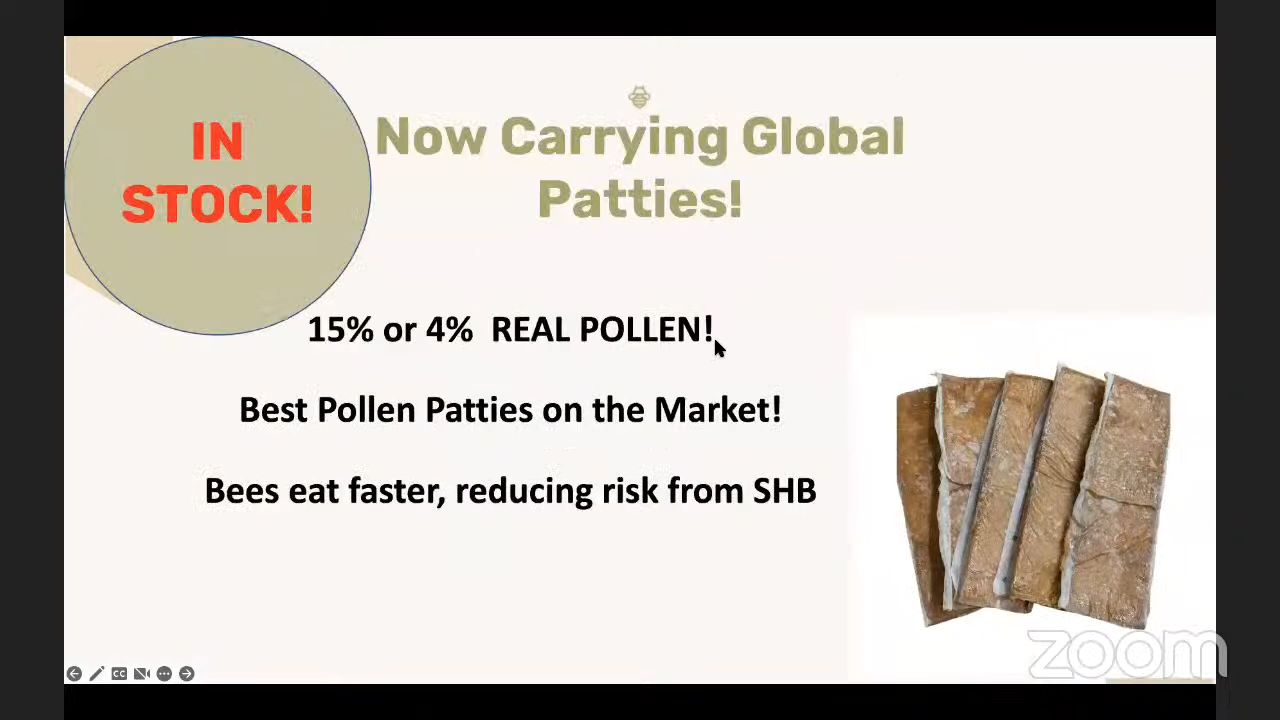 IN
STOCK!
Now Carrying Global
Patties!
15% or 4%  REAL POLLEN!
Best Pollen Patties on the Market!
Bees eat faster, reducing risk from SHB
CC
zoom